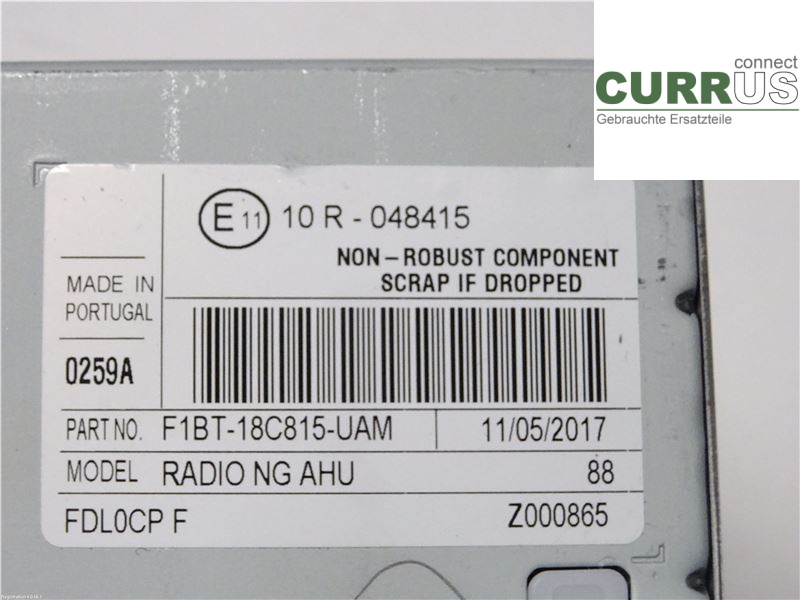 connect
CURRUS
Gebrauchte Ersatzteile
E 11 10 R - 048415
NON-ROBUST COMPONENT
SCRAP IF DROPPED
MADE IN
PORTUGAL
0259A
PART NO. F1BT-18C815-UAM 11/05/2017
MODEL RADIO NG AHU 88
FDL0CP F Z000865